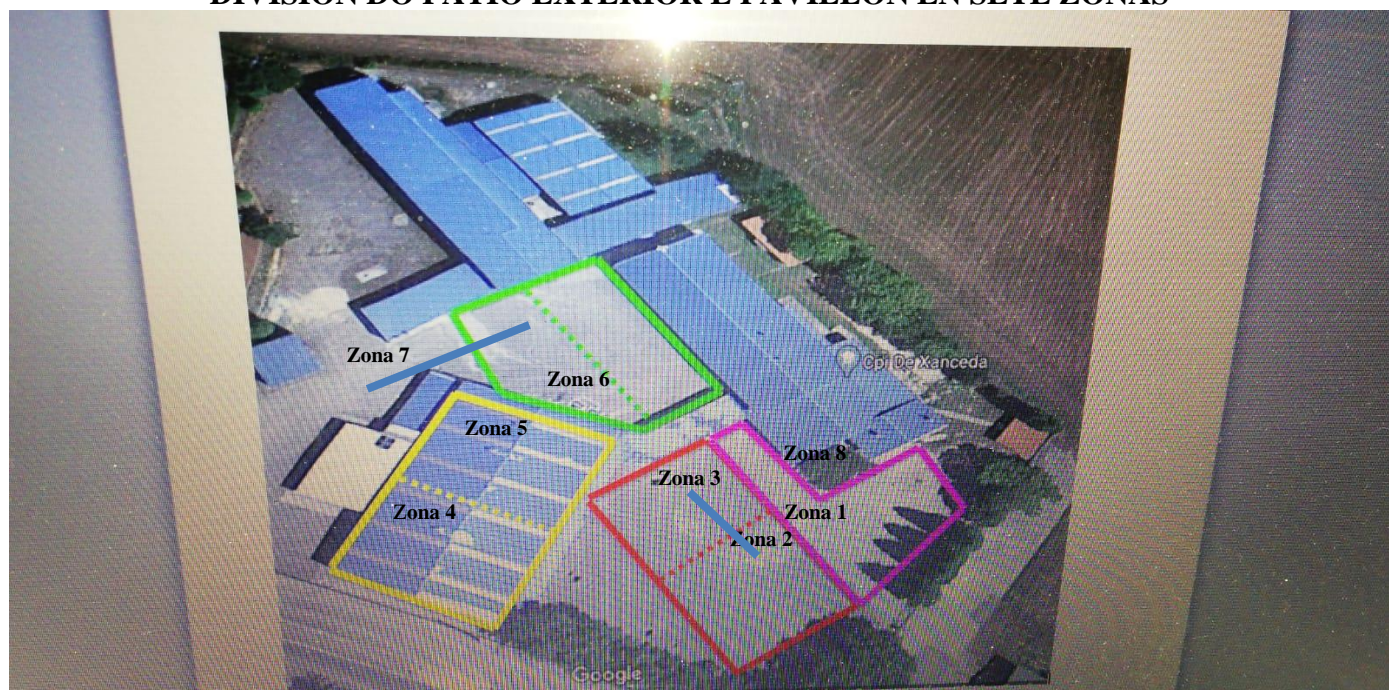 DIVISIÓN DO PATIO EXTERIOR E PAVILLÓN EN SETE ZONAS
Zona 7
Zona 6
Cpi De Xanceda
Zona 5
Zona 8
Zona 3
Zona 4
Zona 1
Zona 2
Google